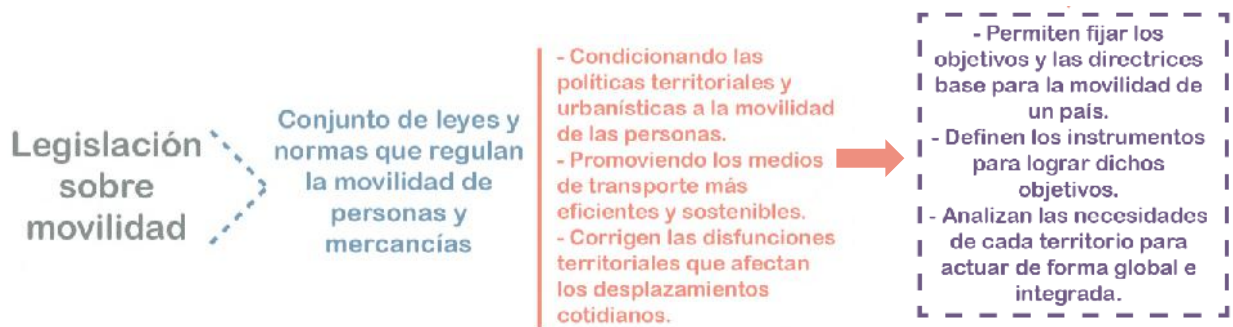 Legislación
sobre
movilidad
Conjunto de leyes y
normas que regulan
la movilidad de
personas y
mercancías
- Condicionando las
políticas territoriales y
urbanísticas a la movilidad
de las personas.
- Promoviendo los medios
de transporte más
eficientes y sostenibles.
- Corrigen las disfunciones
territoriales que afectan
los desplazamientos
cotidianos.
- Permiten fijar los
objetivos y las directrices
base para la movilidad de
un país.
- Definen los instrumentos
para lograr dichos
objetivos.
- Analizan las necesidades
de cada territorio para
actuar de forma global e
integrada.